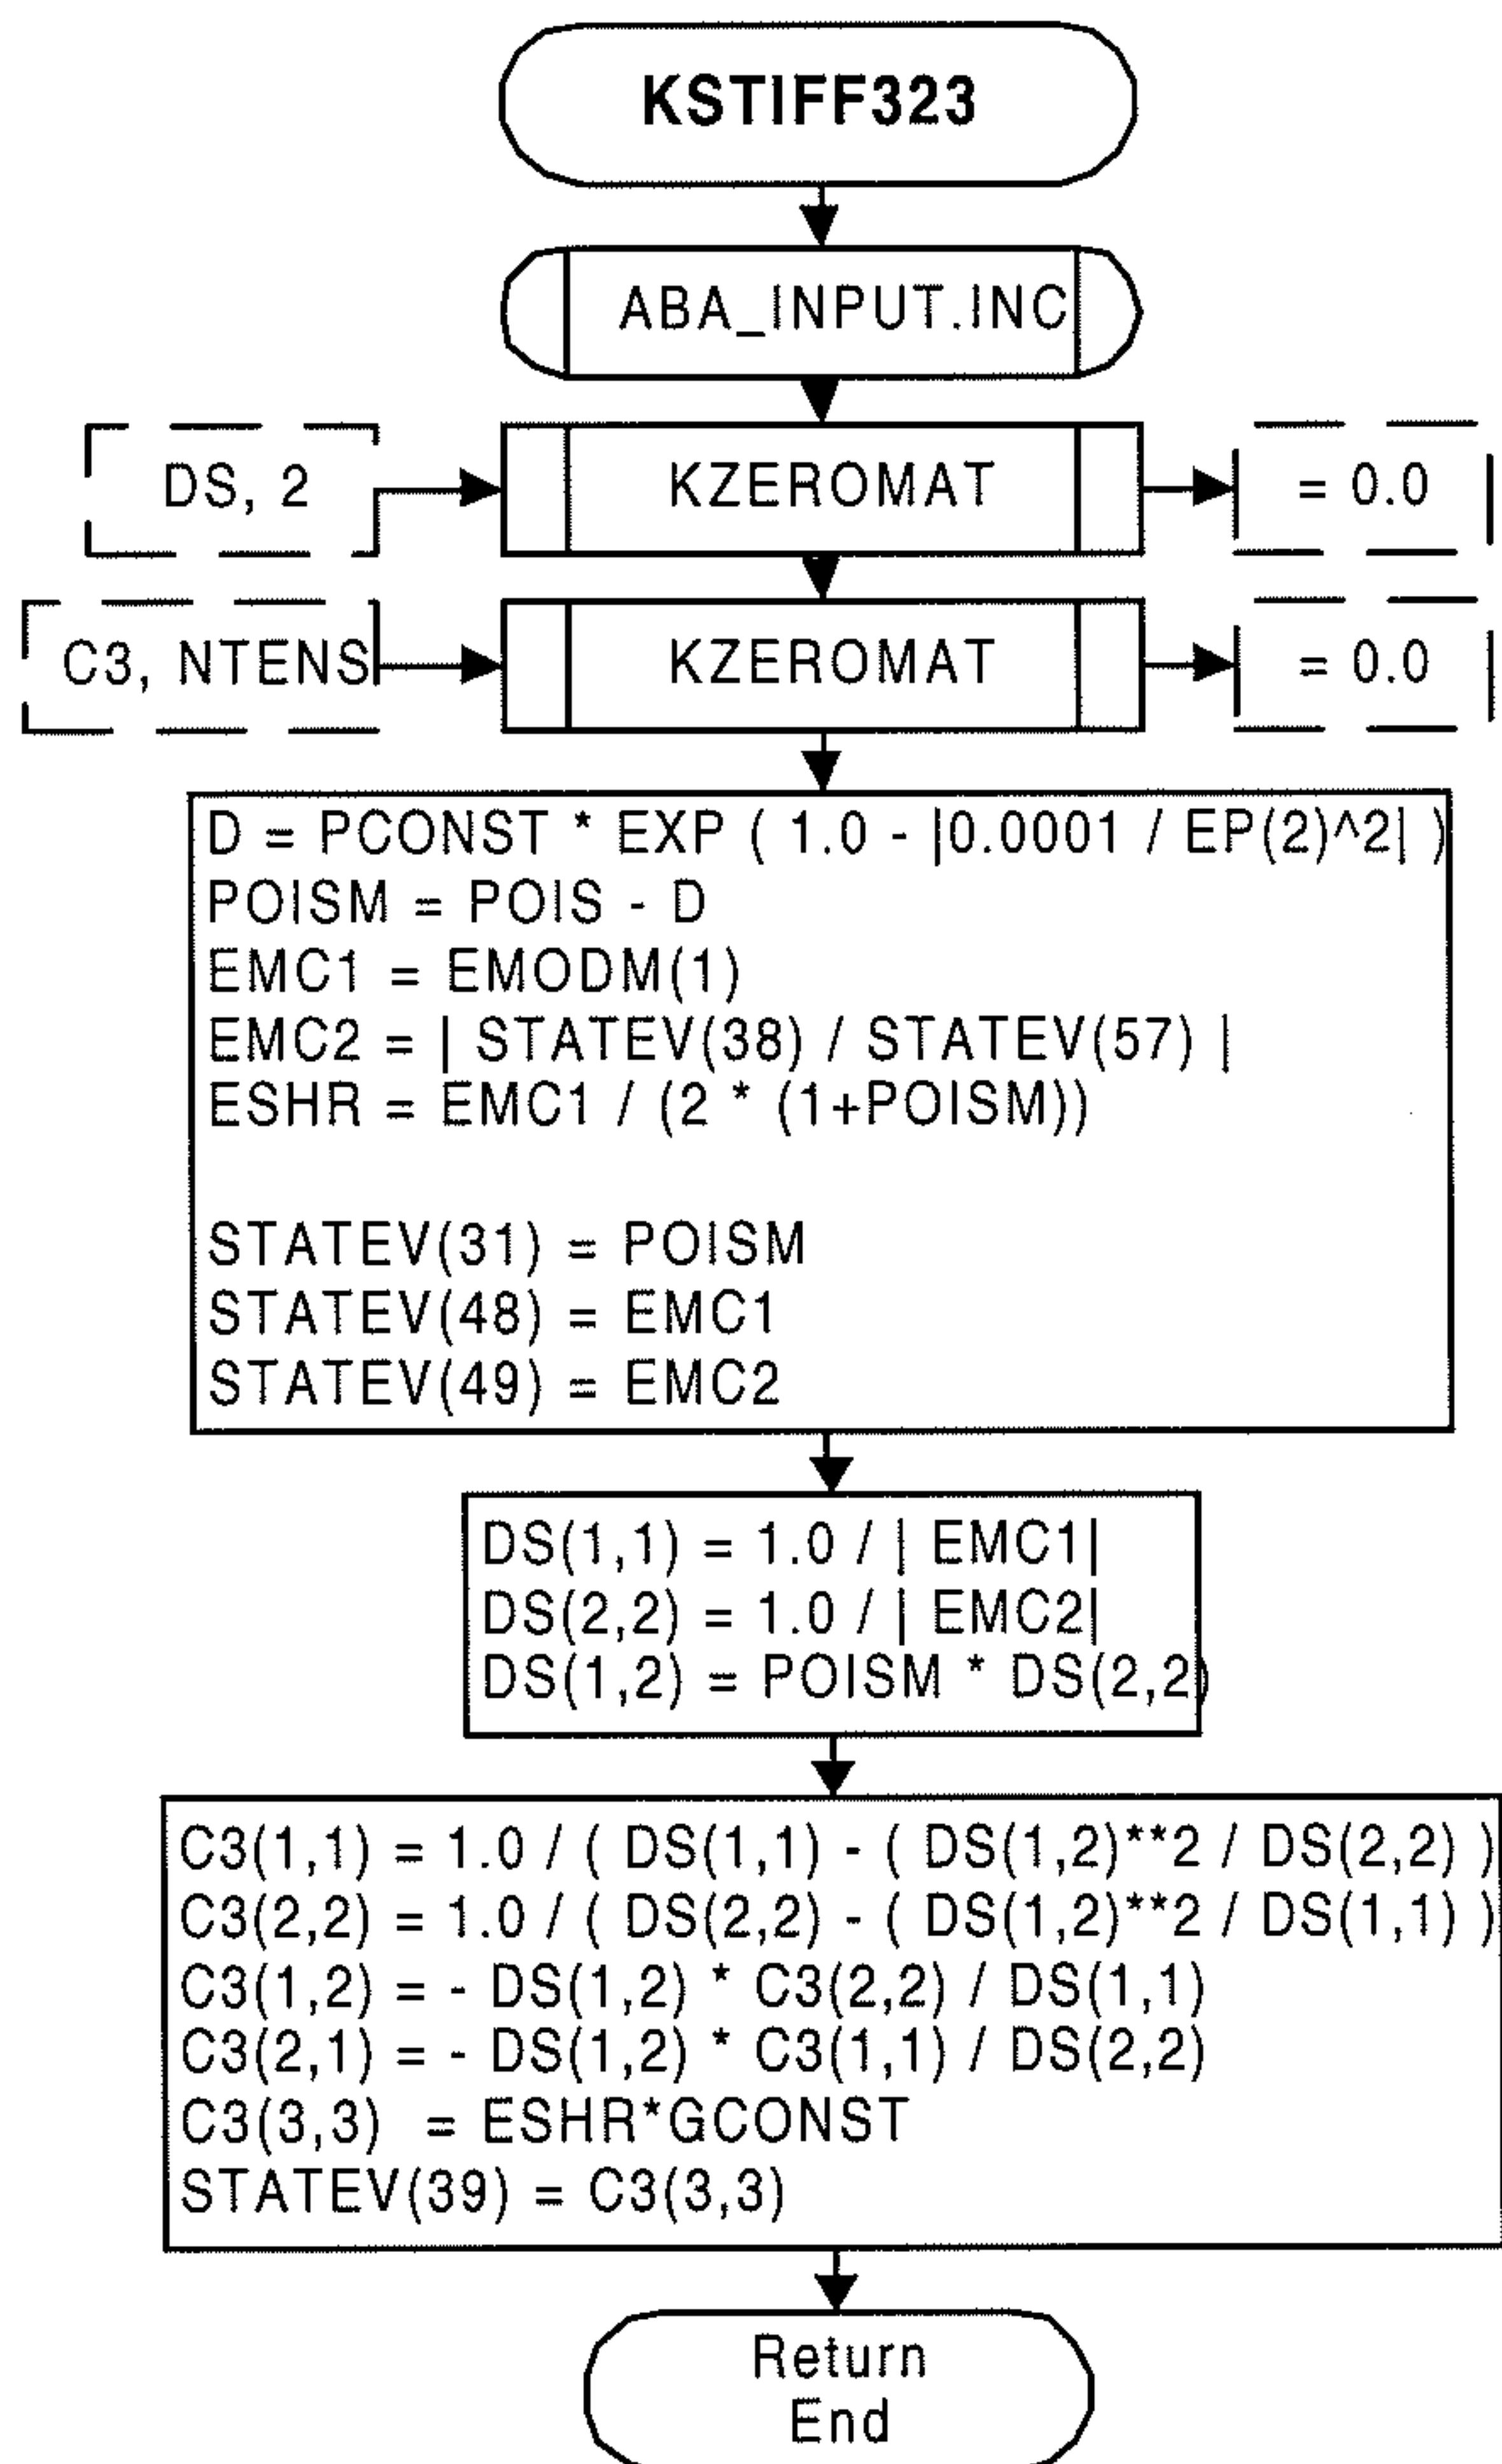 KSTIFF323
ABA_INPUT.INC
DS, 2
KZEROMAT
= 0.0
C3, NTENS
KZEROMAT
= 0.0
D = PCONST * EXP ( 1.0 - |0.0001 / EP(2)^2| )
POISM = POIS - D
EMC1 = EMODM(1)
EMC2 = | STATEV(38) / STATEV(57) |
ESHR = EMC1 / (2 * (1+POISM))
STATEV(31) = POISM
STATEV(48) = EMC1
STATEV(49) = EMC2
DS(1,1) = 1.0 / | EMC1|
DS(2,2) = 1.0 / | EMC2|
DS(1,2) = POISM * DS(2,2)
C3(1,1) = 1.0 / ( DS(1,1) - ( DS(1,2)**2 / DS(2,2) )
C3(2,2) = 1.0 / ( DS(2,2) - ( DS(1,2)**2 / DS(1,1) )
C3(1,2) = - DS(1,2) * C3(2,2) / DS(1,1)
C3(2,1) = - DS(1,2) * C3(1,1) / DS(2,2)
C3(3,3) = ESHR*GCONST
STATEV(39) = C3(3,3)
Return
End